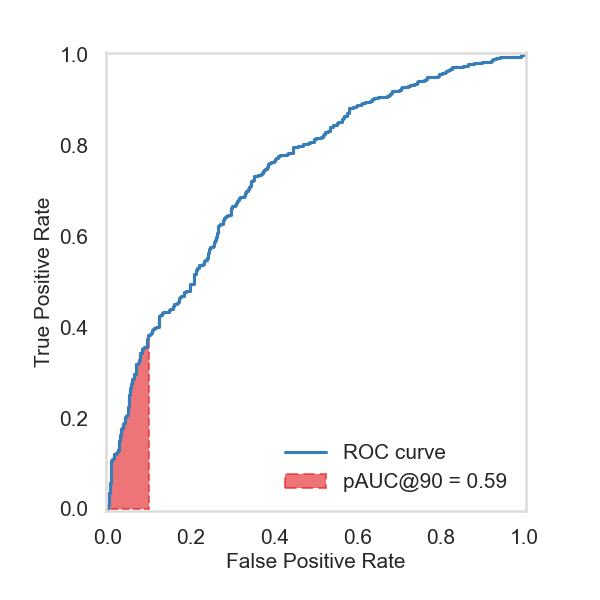 1.0
0.8
0.6
0.4
0.2
0.0
True Positive Rate
ROC curve
pAUC@90 = 0.59
0.0 0.2 0.4 0.6 0.8 1.0
False Positive Rate